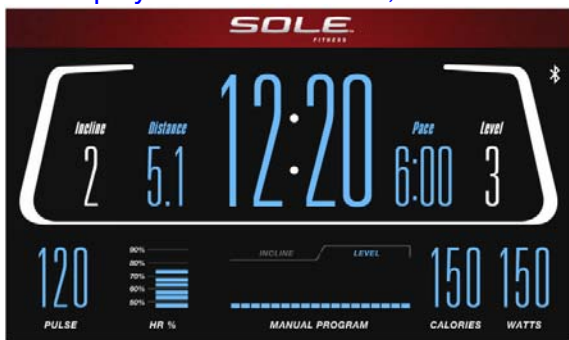 SOLE
FITNESS
Incline
Distance
12:20
Pace
Level
2
5.1
6:00
3
90%
80%
70%
60%
50%
INCLINE
LEVEL
120
150
150
PULSE
HR %
MANUAL PROGRAM
CALORIES
WATTS